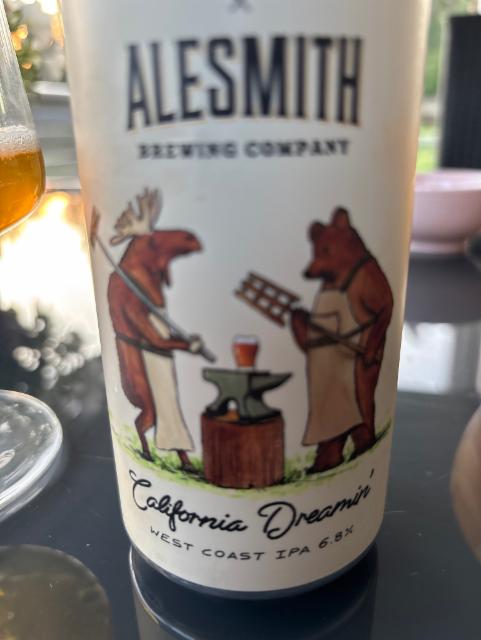 X
ALESMITH
BREWING COMPANY
California Dreamin'
WEST COAST IPA 6.8%